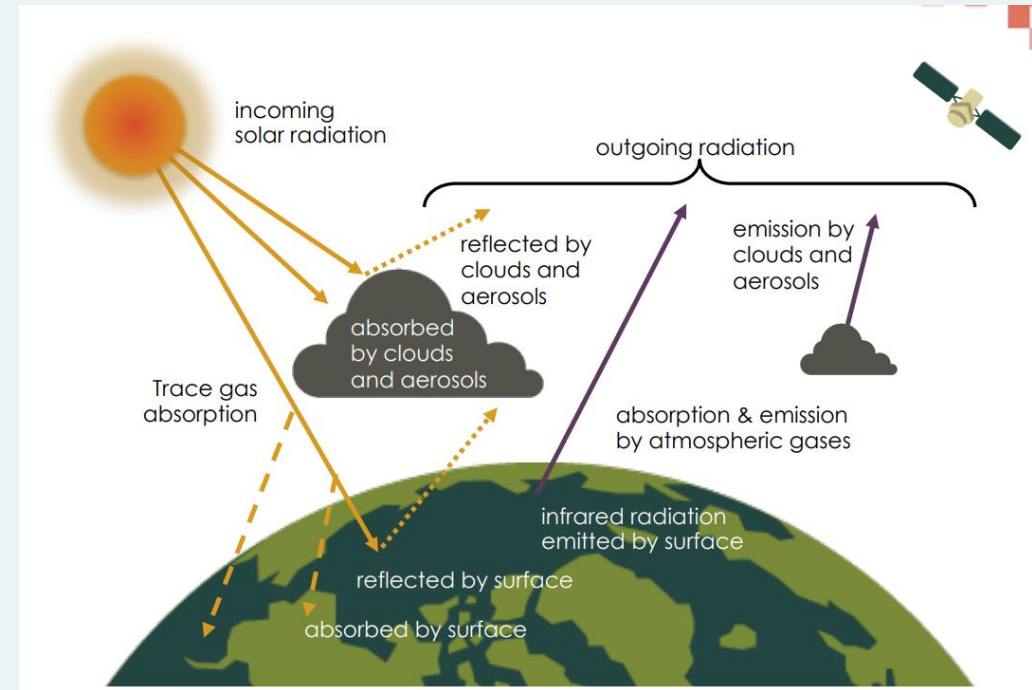 incoming
solar radiation
outgoing radiation
reflected by
clouds and
aerosols
emission by
clouds and
aerosols
absorbed
by clouds
and aerosols
Trace gas
absorption
absorption & emission
by atmospheric gases
infrared radiation
emitted by surface
reflected by surface
absorbed by surface